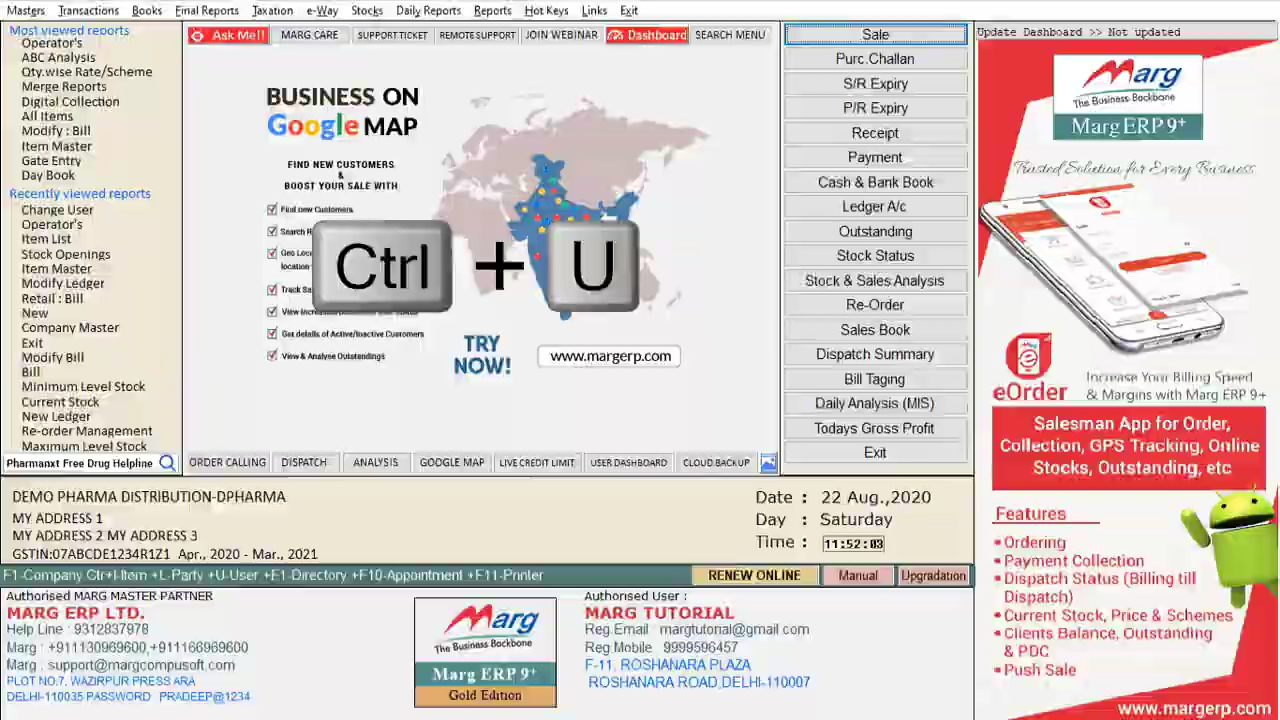 Masters Transactions Books Final Reports Taxation e-Way Stocks Daily Reports Reports Hot Keys Links Exit
Most viewed reports
Operator's
ABC Analysis
Qty.wise Rate/Scheme
Merge Reports
Digital Collection
All Items
Modify : Bill
Item Master
Gate Entry
Day Book
Recently viewed reports
Change User
Operator's
Item List
Stock Openings
Item Master
Modify Ledger
Retail : Bill
New
Company Master
Exit
Modify Bill
Bill
Minimum Level Stock
Current Stock
New Ledger
Re-order Management
Maximum Level Stock
Pharmanxt Free Drug Helpline
Ask Me!! MARG CARE SUPPORT TICKET REMOTE SUPPORT JOIN WEBINAR Dashboard SEARCH MENU
BUSINESS ON
Google MAP
FIND NEW CUSTOMERS
&
BOOST YOUR SALE WITH
Find new Customers
Search R
Geo Loca
location
Track Sa
Get details of Active/Inactive Customers
View & Analyse Outstandings
Ctrl + U
TRY
NOW!
www.margerp.com
ORDER CALLING DISPATCH ANALYSIS GOOGLE MAP LIVE CREDIT LIMIT USER DASHBOARD CLOUD BACKUP
Sale
Purc.Challan
S/R Expiry
P/R Expiry
Receipt
Payment
Cash & Bank Book
Ledger A/c
Outstanding
Stock Status
Stock & Sales Analysis
Re-Order
Sales Book
Dispatch Summary
Bill Taging
Daily Analysis (MIS)
Todays Gross Profit
Exit
DEMO PHARMA DISTRIBUTION-DPHARMA
MY ADDRESS 1
MY ADDRESS 2 MY ADDRESS 3
GSTIN:07ABCDE1234R1Z1 Apr., 2020 - Mar., 2021
Date : 22 Aug.,2020
Day : Saturday
Time : 11:52:03
F1-Company Ctr+I-Item +L-Party +U-User +E1-Directory +F10-Appointment +F11-Printer
RENEW ONLINE Manual Upgradation
Authorised MARG MASTER PARTNER
MARG ERP LTD.
Help Line : 9312837978
Marg : +911130969600,+911166969600
Marg : support@margcompusoft.com
PLOT NO.7, WAZIRPUR PRESS ARA
DELHI-110035 PASSWORD PRADEEP@1234
Marg
The Business Backbone
Marg ERP 9+
Gold Edition
Authorised User :
MARG TUTORIAL
Reg.Email margtutorial@gmail.com
Reg.Mobile 9999596457
F-11, ROSHANARA PLAZA
ROSHANARA ROAD,DELHI-110007
Update Dashboard >> Not updated
Marg
The Business Backbone
Marg ERP 9+
Trusted Solution for Every Business
eOrder
Increase Your Billing Speed
& Margins with Marg ERP 9+
Salesman App for Order,
Collection, GPS Tracking, Online
Stocks, Outstanding, etc
Features
Ordering
Payment Collection
Dispatch Status (Billing till
Dispatch)
Current Stock, Price & Schemes
Clients Balance, Outstanding
& PDC
Push Sale
www.margerp.com